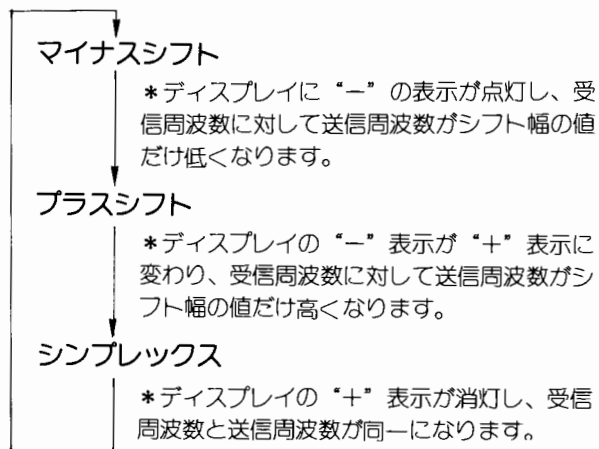 マイナスシフト
＊ディスプレイに“－”の表示が点灯し、受
信周波数に対して送信周波数がシフト幅の値
だけ低くなります。
プラスシフト
＊ディスプレイの“－”表示が“＋”表示に
変わり、受信周波数に対して送信周波数がシ
フト幅の値だけ高くなります。
シンプレックス
＊ディスプレイの“＋”表示が消灯し、受信
周波数と送信周波数が同一になります。